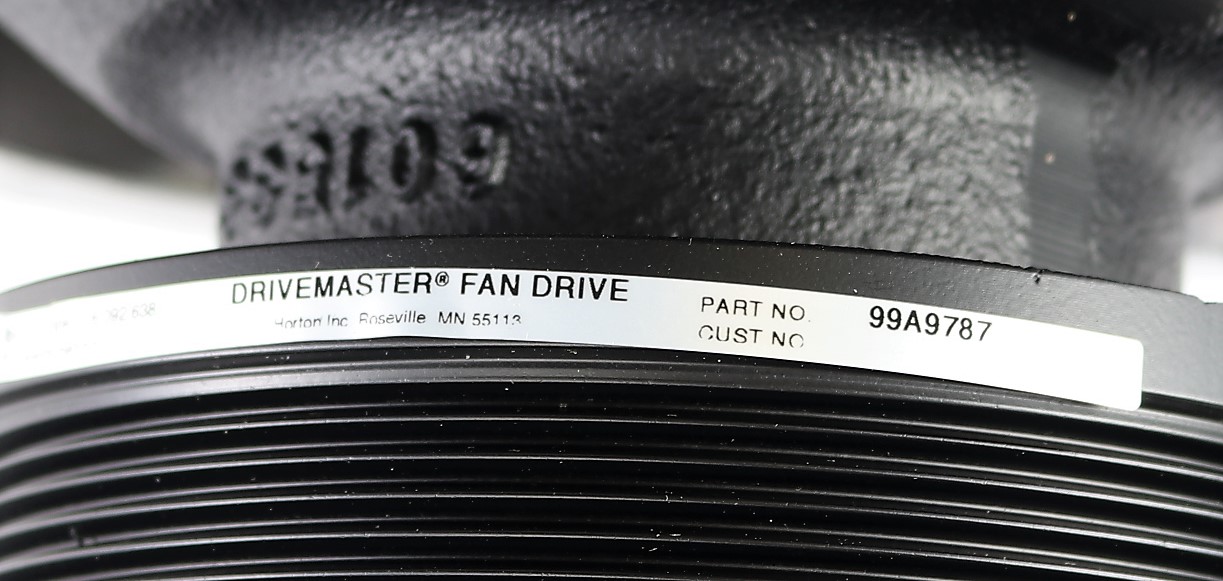 DRIVEMASTER® FAN DRIVE
Horton Inc Roseville MN 55113
PART NO. 99A9787
CUST NO